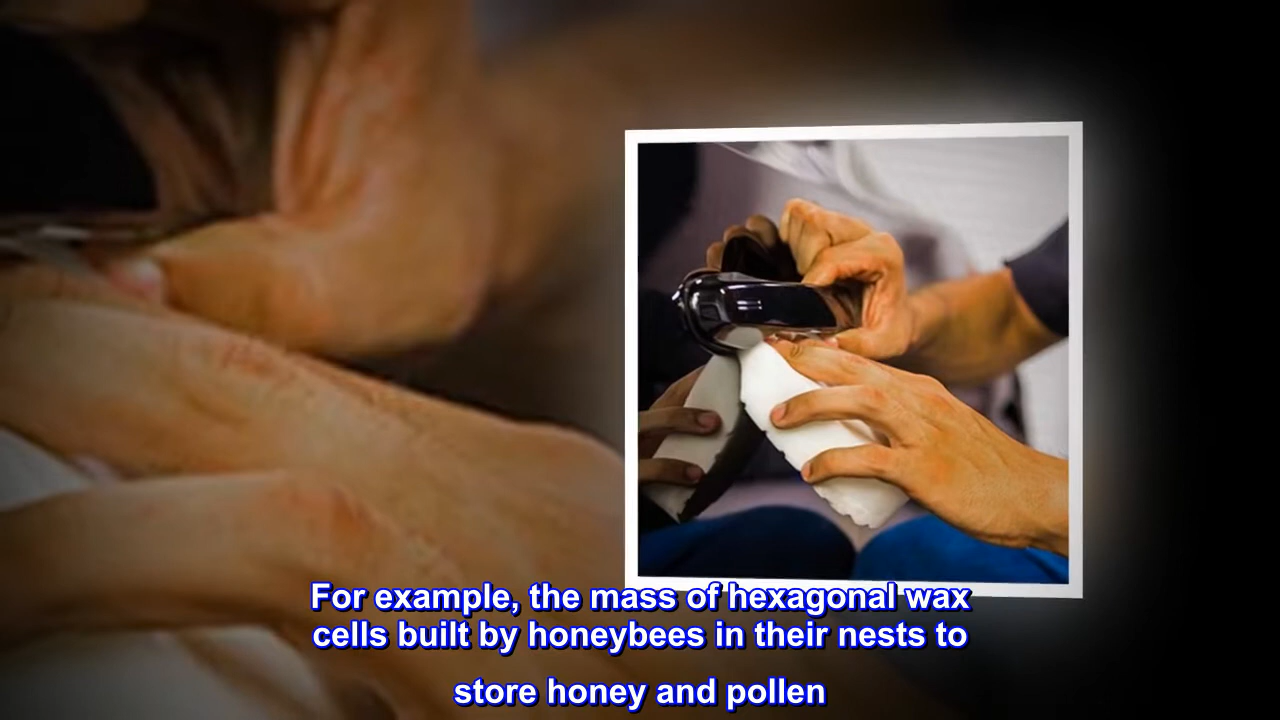 For example, the mass of hexagonal wax
cells built by honeybees in their nests to
store honey and pollen